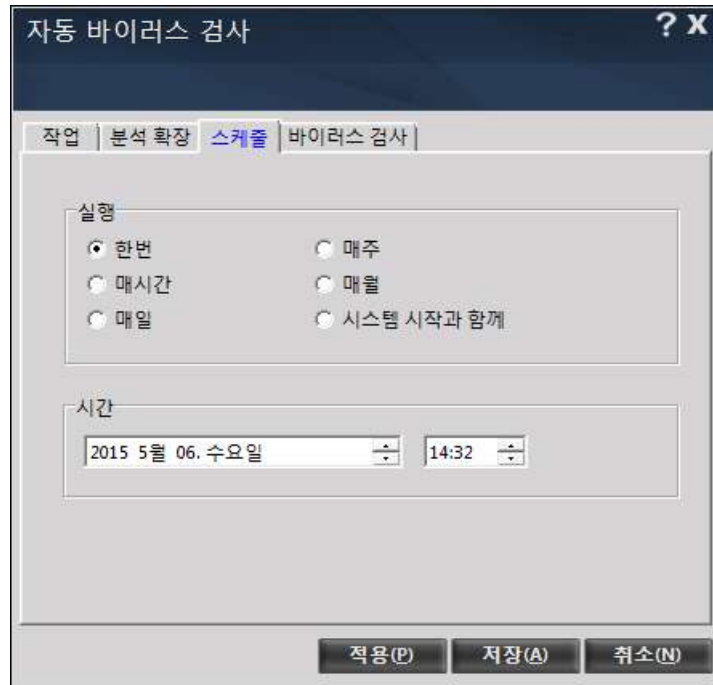 자동 바이러스 검사 ? X
작업 분석 확장 스케줄 바이러스 검사
실행
한번 매주
매시간 매월
매일 시스템 시작과 함께
시간
2015 5월 06. 수요일 14:32
적용(P) 저장(A) 취소(N)